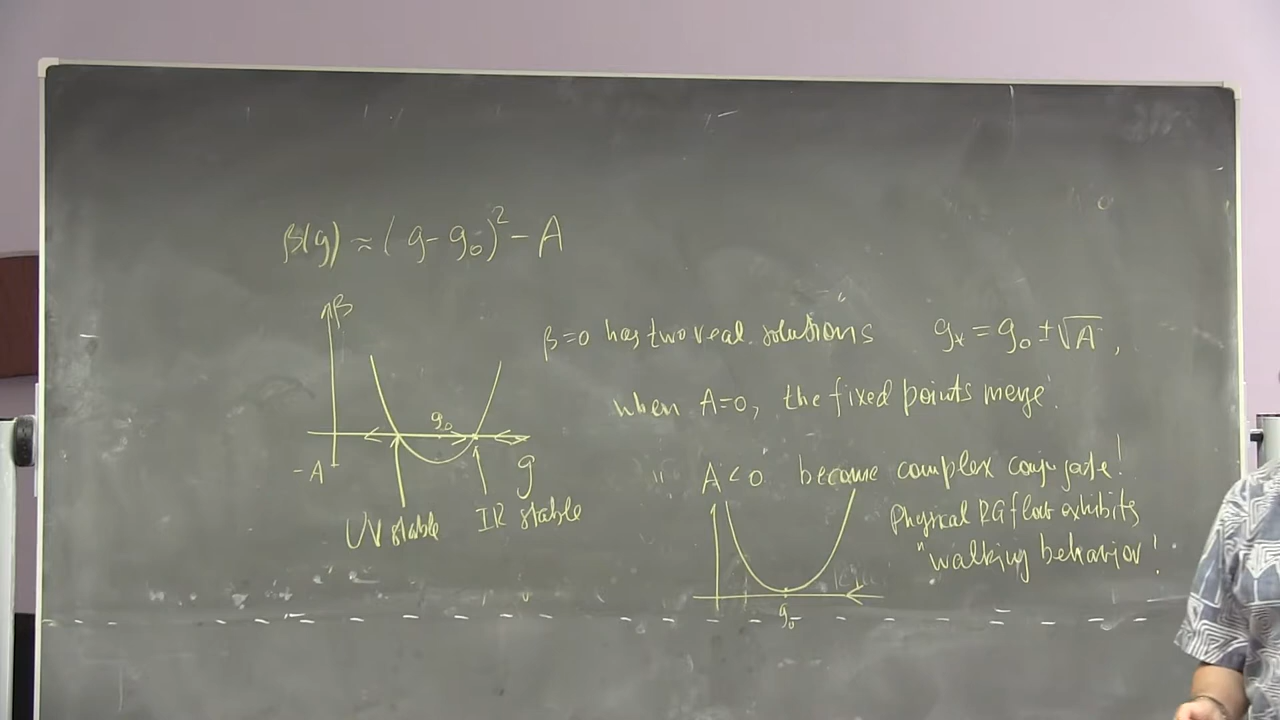 β(g) ≈ (g - g₀)² - A
β
β=0 has two real solutions g* = g₀ ± √A,
when A=0, the fixed points merge!
g₀
-A
g
" A<0 become complex conjugate!
UV stable IR stable
Physical RG flow exhibits
"walking behavior!
g₀